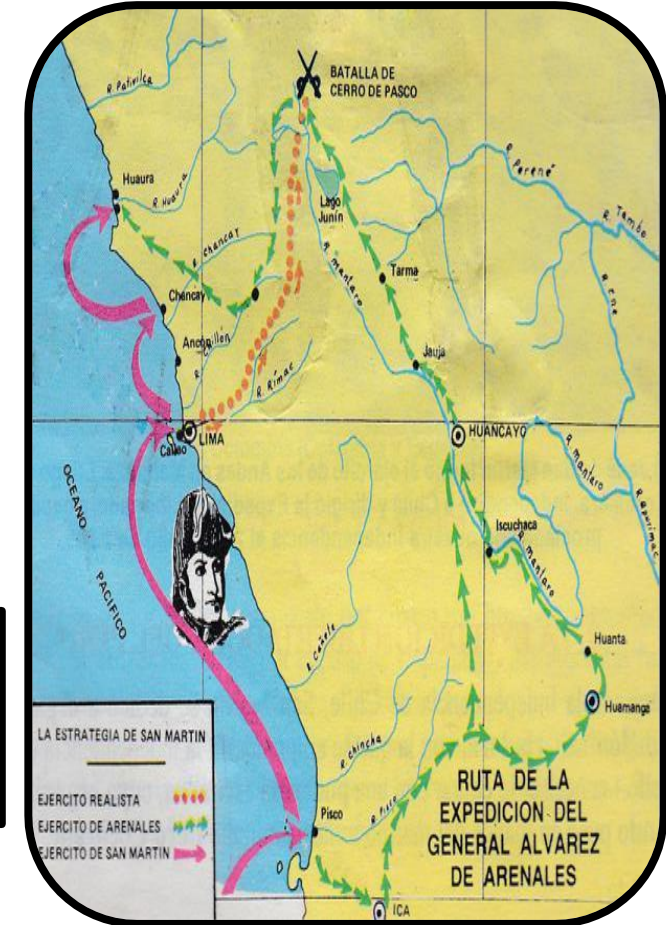 R. Pativilca
BATALLA DE
CERRO DE PASCO
Huaura
R. Huaura
R. Perené
Lago
Junín
R. Tambo
R. Chancay
R. mantaro
Tarma
R. ene
Chancay
Jauja
R. Rímac
LIMA
Callao
HUANCAYO
R. mantaro
R. Apurimac
OCEANO
PACIFICO
Iscuchaca
R. mantaro
R. Cañete
Huanta
Huamanga
LA ESTRATEGIA DE SAN MARTIN
EJERCITO REALISTA
EJERCITO DE ARENALES
EJERCITO DE SAN MARTIN
R. Chincha
Pisco
R. Pisco
RUTA DE LA
EXPEDICION DEL
GENERAL ALVAREZ
DE ARENALES
ICA